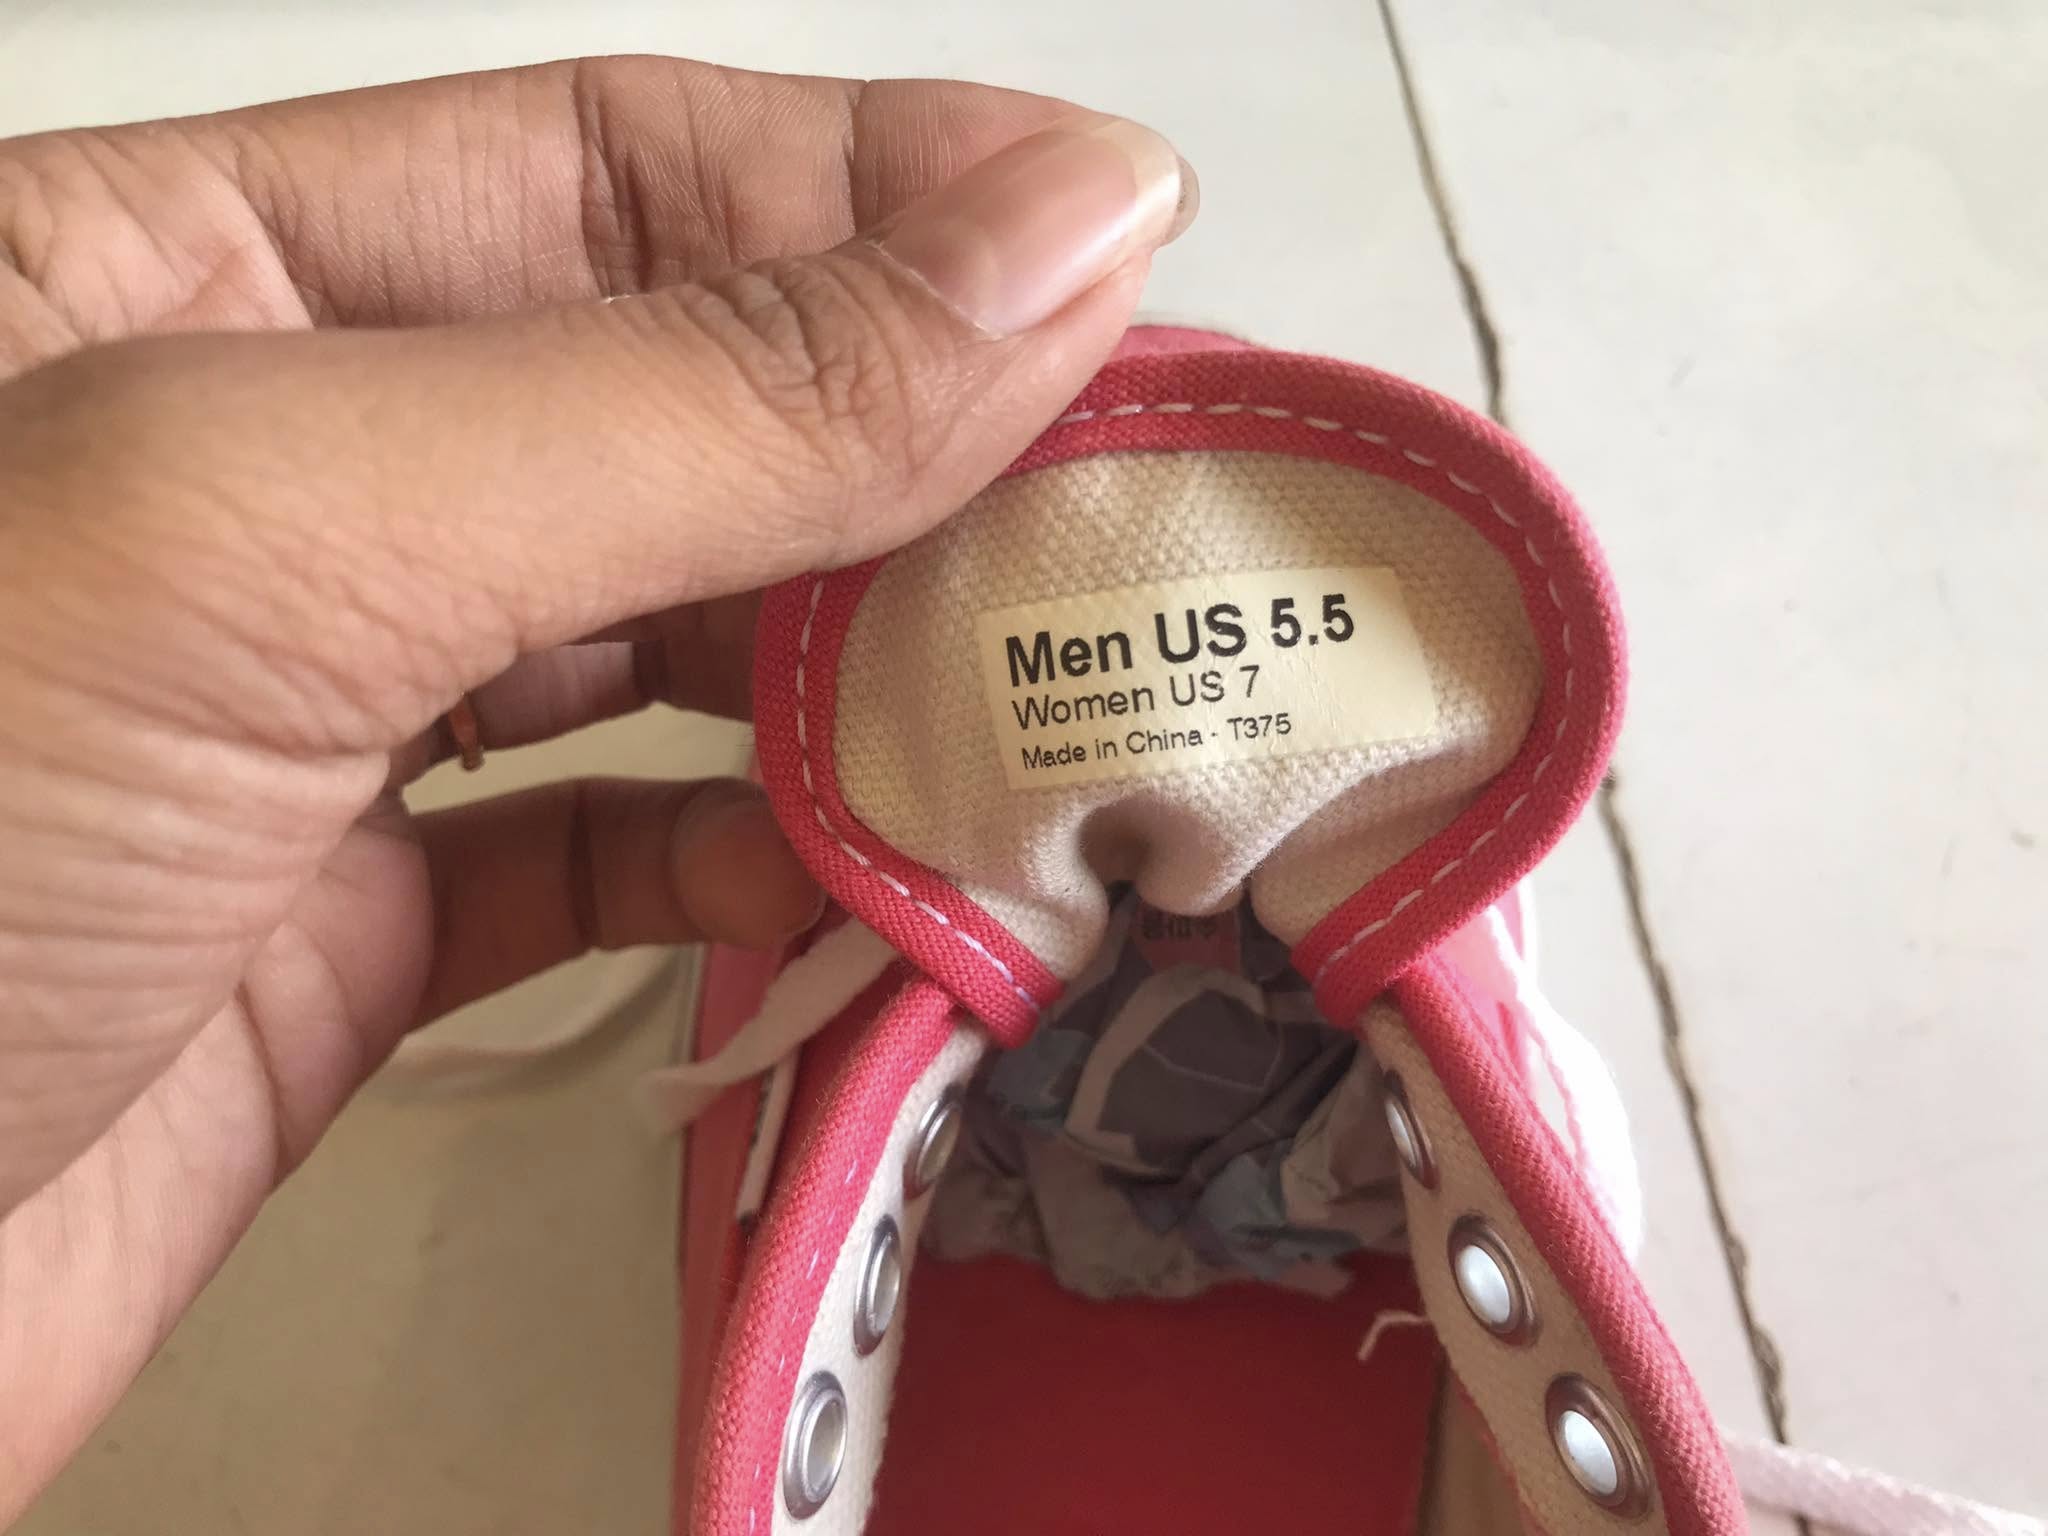 Men US 5.5
Women US 7
Made in China - T375